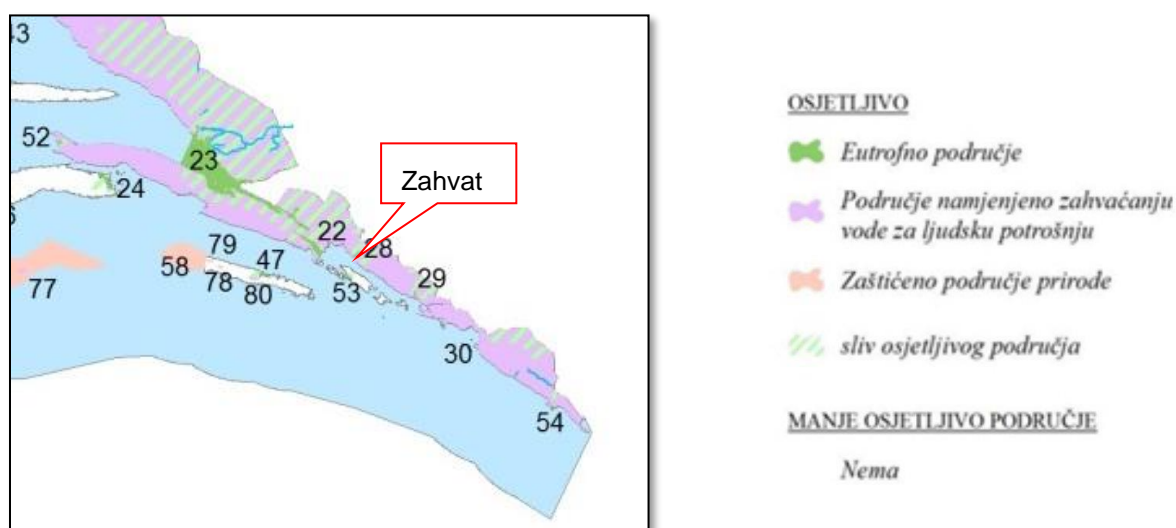 43
52
23
24
Zahvat
6
79
47
22
28
58
77
78
80
53
29
30
54
OSJETLJIVO
Eutrofno područje
Područje namjenjeno zahvaćanju
vode za ljudsku potrošnju
Zaštićeno područje prirode
sliv osjetljivog područja
MANJE OSJETLJIVO PODRUČJE
Nema